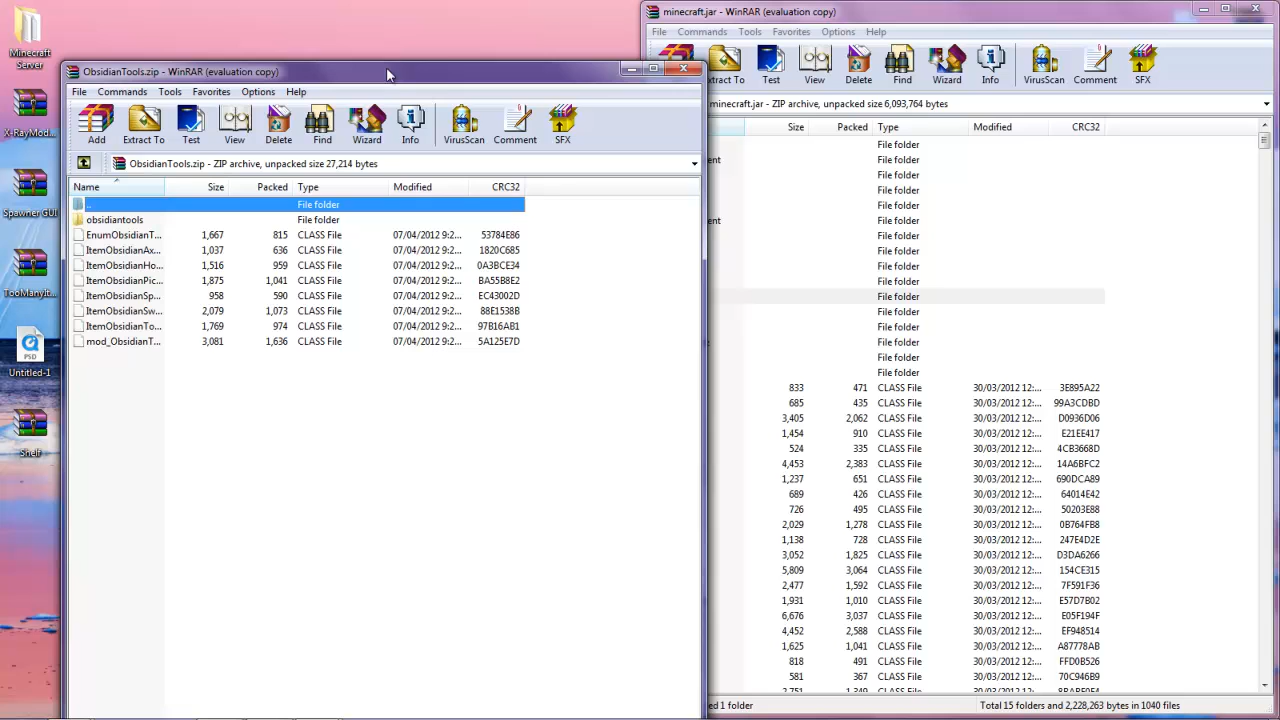 Minecraft Server
X-RayMod...
Spawner GUI
TooManyIt...
PSD
Untitled-1
Shelf
ObsidianTools.zip - WinRAR (evaluation copy)
File Commands Tools Favorites Options Help
Add Extract To Test View Delete Find Wizard Info VirusScan Comment SFX
ObsidianTools.zip - ZIP archive, unpacked size 27,214 bytes
Name Size Packed Type Modified CRC32
.. File folder
obsidiantools File folder
EnumObsidianT... 1,667 815 CLASS File 07/04/2012 9:2... 53784E86
ItemObsidianAx... 1,037 636 CLASS File 07/04/2012 9:2... 1820C685
ItemObsidianHo... 1,516 959 CLASS File 07/04/2012 9:2... 0A3BCE34
ItemObsidianPic... 1,875 1,041 CLASS File 07/04/2012 9:2... BA55B8E2
ItemObsidianSp... 958 590 CLASS File 07/04/2012 9:2... EC43002D
ItemObsidianSw... 2,079 1,073 CLASS File 07/04/2012 9:2... 88E1538B
ItemObsidianTo... 1,769 974 CLASS File 07/04/2012 9:2... 97B16AB1
mod_ObsidianT... 3,081 1,636 CLASS File 07/04/2012 9:2... 5A125E7D
minecraft.jar - WinRAR (evaluation copy)
File Commands Tools Favorites Options Help
xtract To Test View Delete Find Wizard Info VirusScan Comment SFX
minecraft.jar - ZIP archive, unpacked size 6,093,764 bytes
Size Packed Type Modified CRC32
File folder
ent File folder
File folder
File folder
File folder
ent File folder
File folder
File folder
File folder
File folder
File folder
File folder
File folder
File folder
File folder
File folder
833 471 CLASS File 30/03/2012 12:... 3E895A22
685 435 CLASS File 30/03/2012 12:... 99A3CDBD
3,405 2,062 CLASS File 30/03/2012 12:... D0936D06
1,454 910 CLASS File 30/03/2012 12:... E21EE417
524 335 CLASS File 30/03/2012 12:... 4CB3668D
4,453 2,383 CLASS File 30/03/2012 12:... 14A6BFC2
1,237 651 CLASS File 30/03/2012 12:... 690DCA89
689 426 CLASS File 30/03/2012 12:... 64014E42
726 495 CLASS File 30/03/2012 12:... 50203E88
2,029 1,278 CLASS File 30/03/2012 12:... 0B764FB8
1,138 728 CLASS File 30/03/2012 12:... 247E4D2E
3,052 1,825 CLASS File 30/03/2012 12:... D3DA6266
5,809 3,064 CLASS File 30/03/2012 12:... 154CE315
2,477 1,592 CLASS File 30/03/2012 12:... 7F591F36
1,931 1,010 CLASS File 30/03/2012 12:... E57D7B02
6,676 3,037 CLASS File 30/03/2012 12:... E05F194F
4,452 2,588 CLASS File 30/03/2012 12:... EF948514
1,625 1,041 CLASS File 30/03/2012 12:... A87778AB
818 491 CLASS File 30/03/2012 12:... FFD0B526
581 367 CLASS File 30/03/2012 12:... 70C946B9
2,751 1,349 CLASS File 30/03/2012 12:...
ed 1 folder Total 15 folders and 2,228,263 bytes in 1040 files